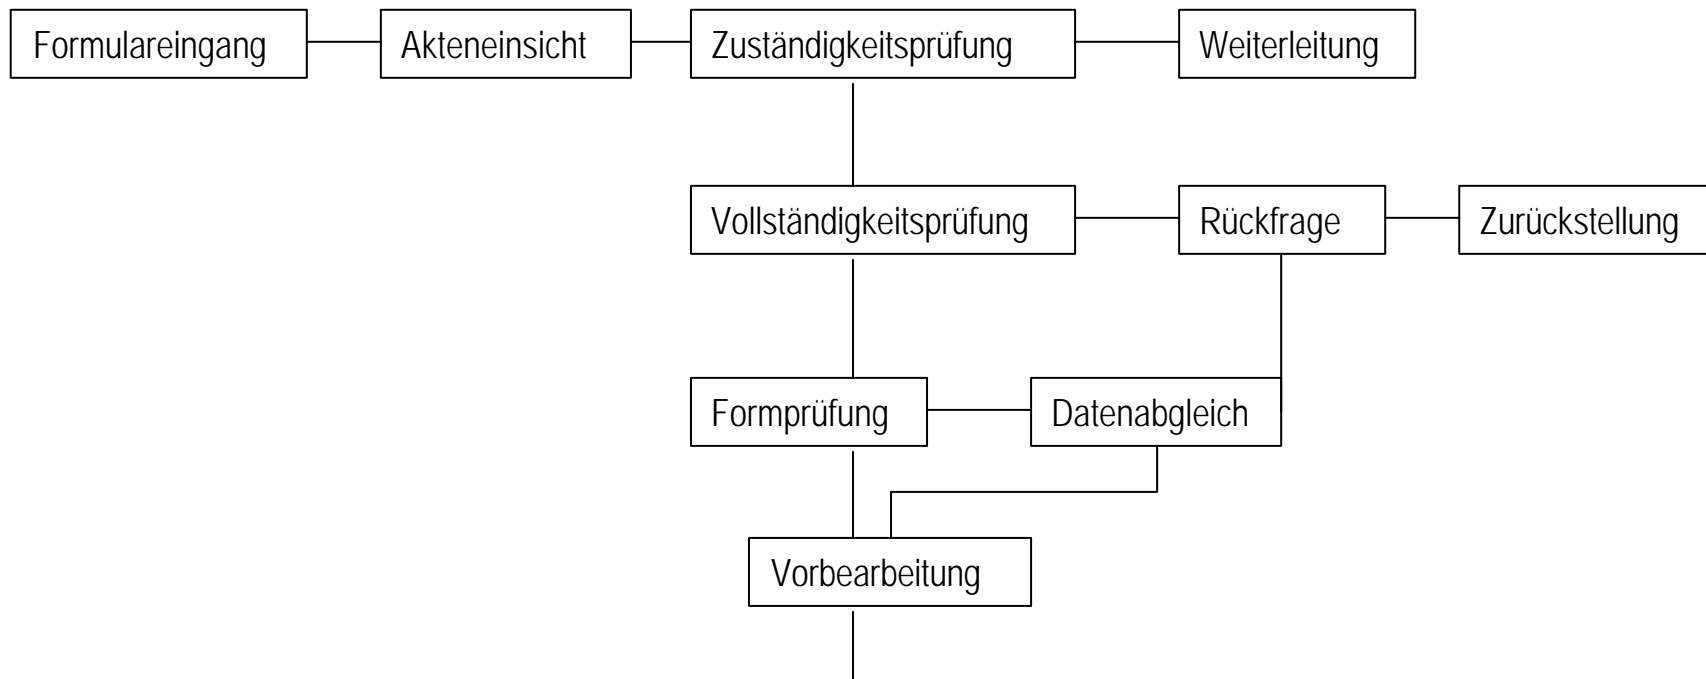 Formulareingang
Akteneinsicht
Zuständigkeitsprüfung
Weiterleitung
Vollständigkeitsprüfung
Rückfrage
Zurückstellung
Formprüfung
Datenabgleich
Vorbearbeitung